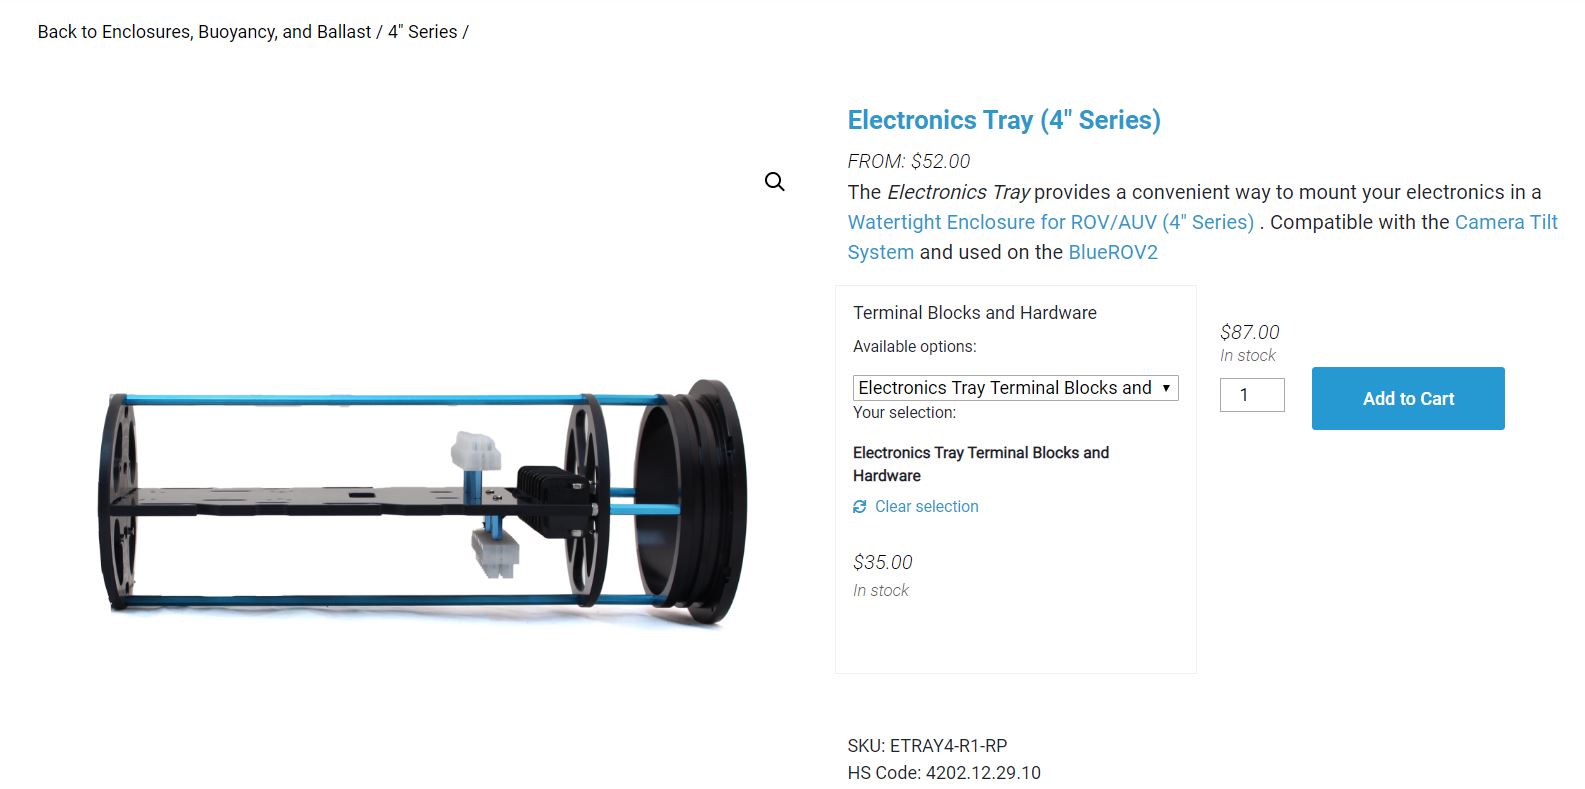 Back to Enclosures, Buoyancy, and Ballast / 4" Series /
Electronics Tray (4" Series)
FROM: $52.00
The Electronics Tray provides a convenient way to mount your electronics in a
Watertight Enclosure for ROV/AUV (4" Series) . Compatible with the Camera Tilt
System and used on the BlueROV2
Terminal Blocks and Hardware
Available options:
Electronics Tray Terminal Blocks and
Your selection:
Electronics Tray Terminal Blocks and
Hardware
Clear selection
$35.00
In stock
$87.00
In stock
1
Add to Cart
SKU: ETRAY4-R1-RP
HS Code: 4202.12.29.10